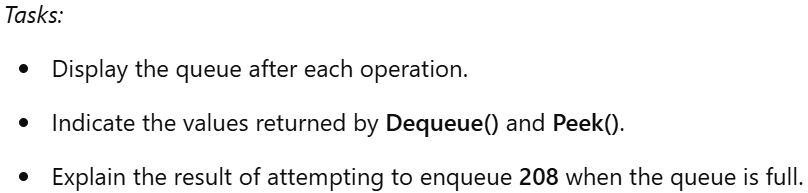 Tasks:
• Display the queue after each operation.
• Indicate the values returned by Dequeue() and Peek().
• Explain the result of attempting to enqueue 208 when the queue is full.